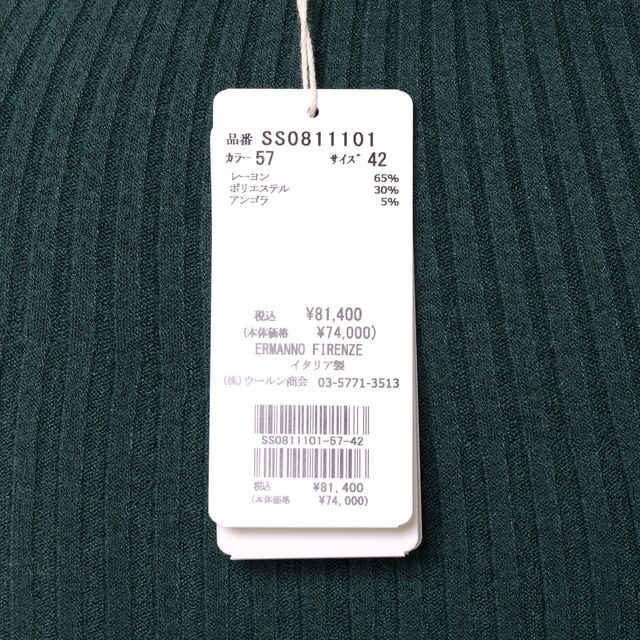 品番 SS0811101
カラー 57 サイズ 42
レーヨン 65%
ポリエステル 30%
アンゴラ 5%
税込 ¥81,400
(本体価格 ¥74,000)
ERMANNO FIRENZE
イタリア製
(株)ウールン商会 03-5771-3513
SS0811101-57-42
税込 ¥81,400
(本体価格 ¥74,000)